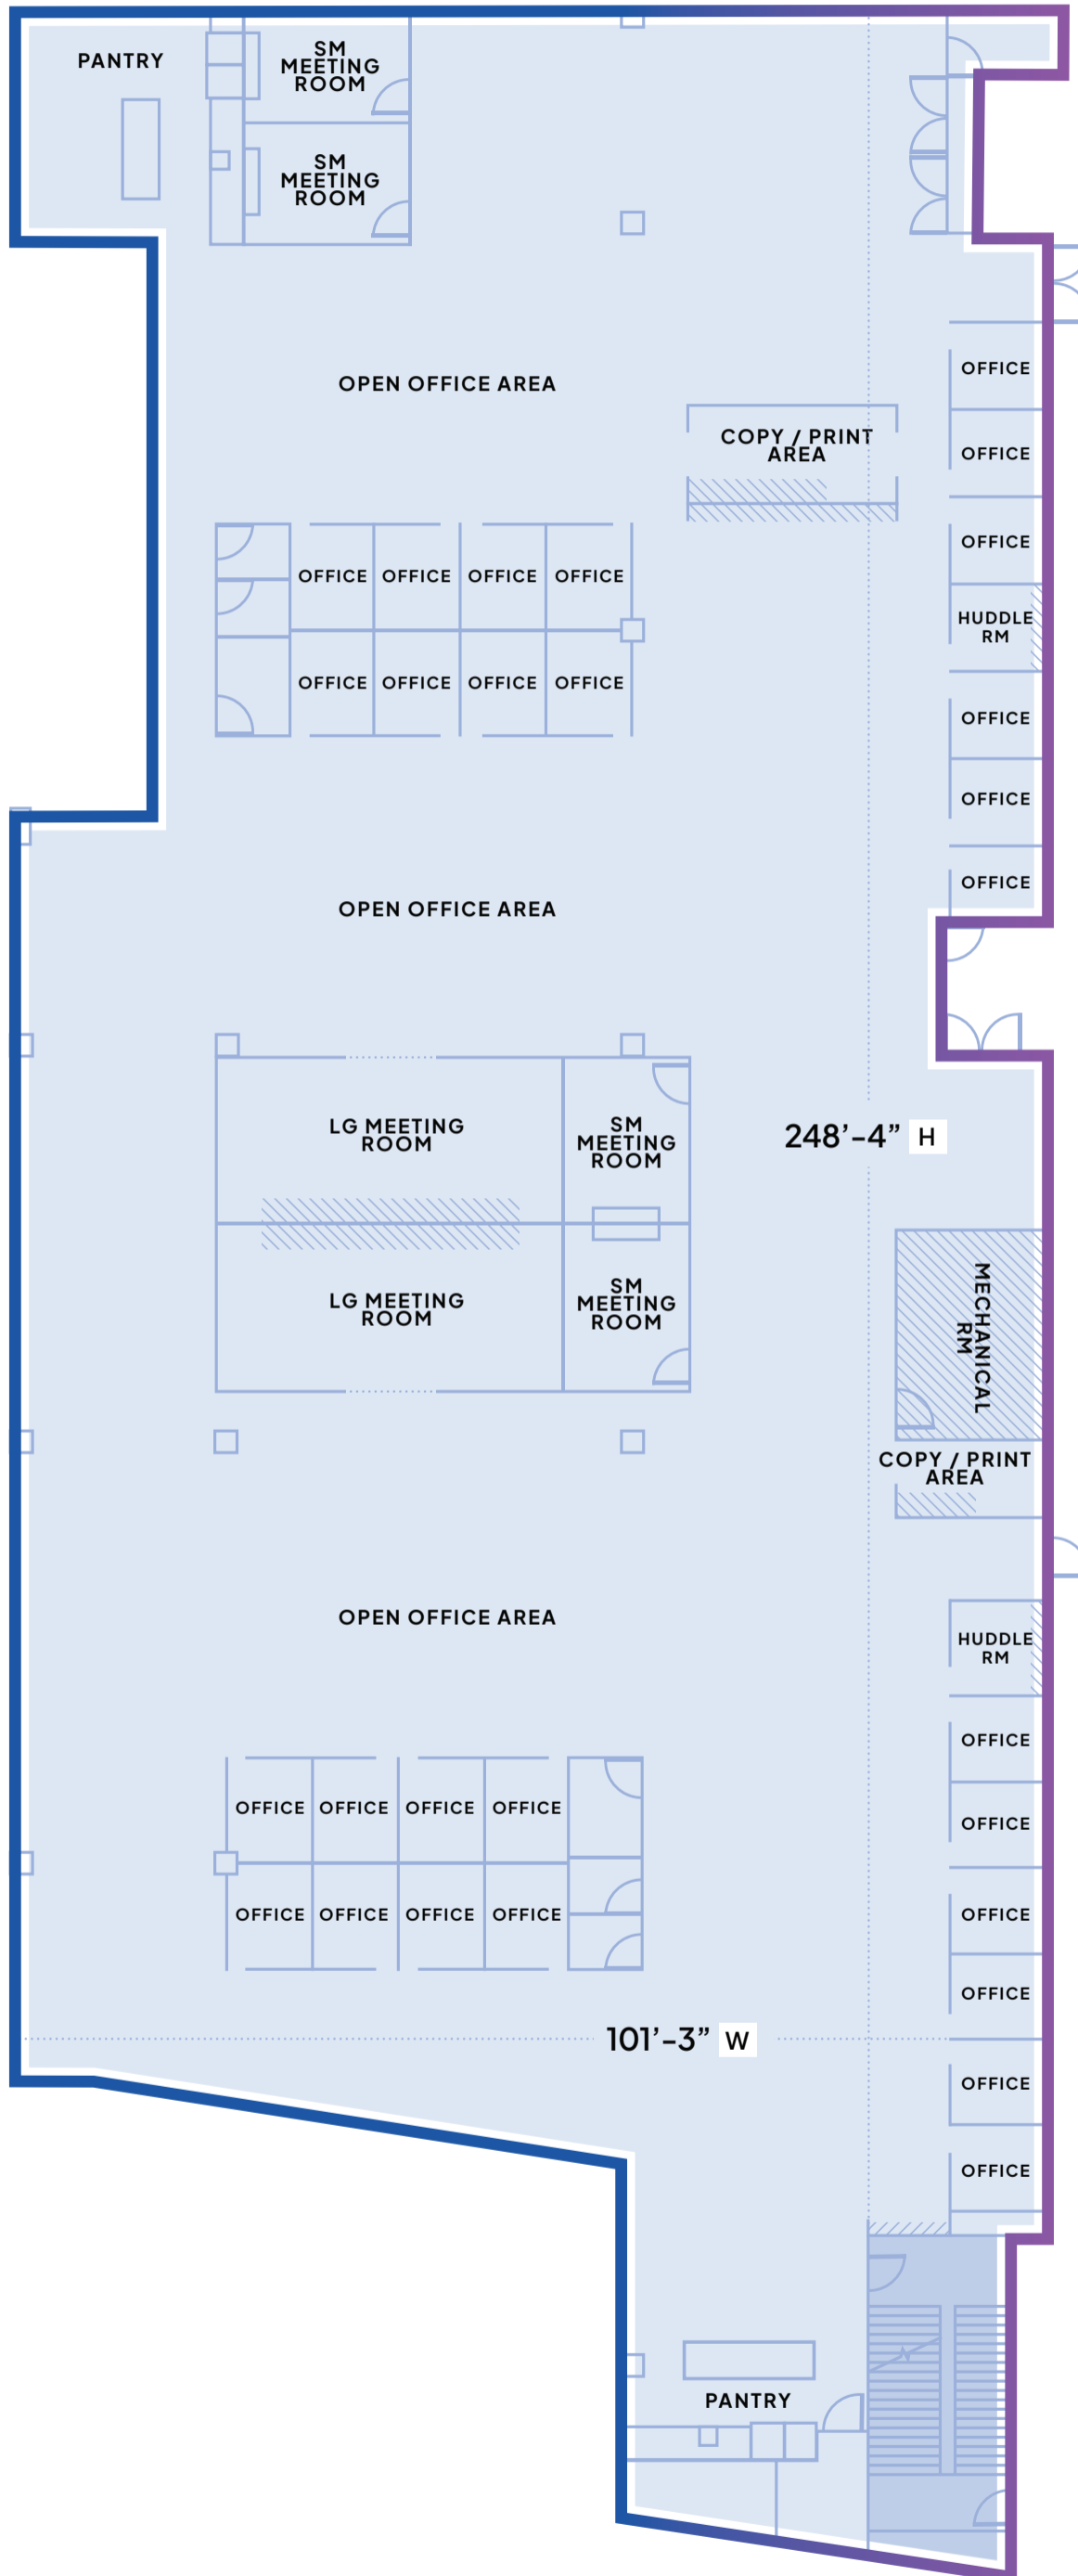 PANTRY
SM
MEETING
ROOM
SM
MEETING
ROOM
OPEN OFFICE AREA
OFFICE
COPY / PRINT
AREA
OFFICE
OFFICE
OFFICE OFFICE OFFICE OFFICE
HUDDLE
RM
OFFICE OFFICE OFFICE OFFICE
OFFICE
OFFICE
OFFICE
OPEN OFFICE AREA
LG MEETING
ROOM
SM
MEETING
ROOM
248’-4” H
LG MEETING
ROOM
SM
MEETING
ROOM
MECHANICAL
RM
COPY / PRINT
AREA
OPEN OFFICE AREA
HUDDLE
RM
OFFICE
OFFICE OFFICE OFFICE OFFICE
OFFICE
OFFICE OFFICE OFFICE OFFICE
OFFICE
OFFICE
101’-3” W
OFFICE
OFFICE
PANTRY